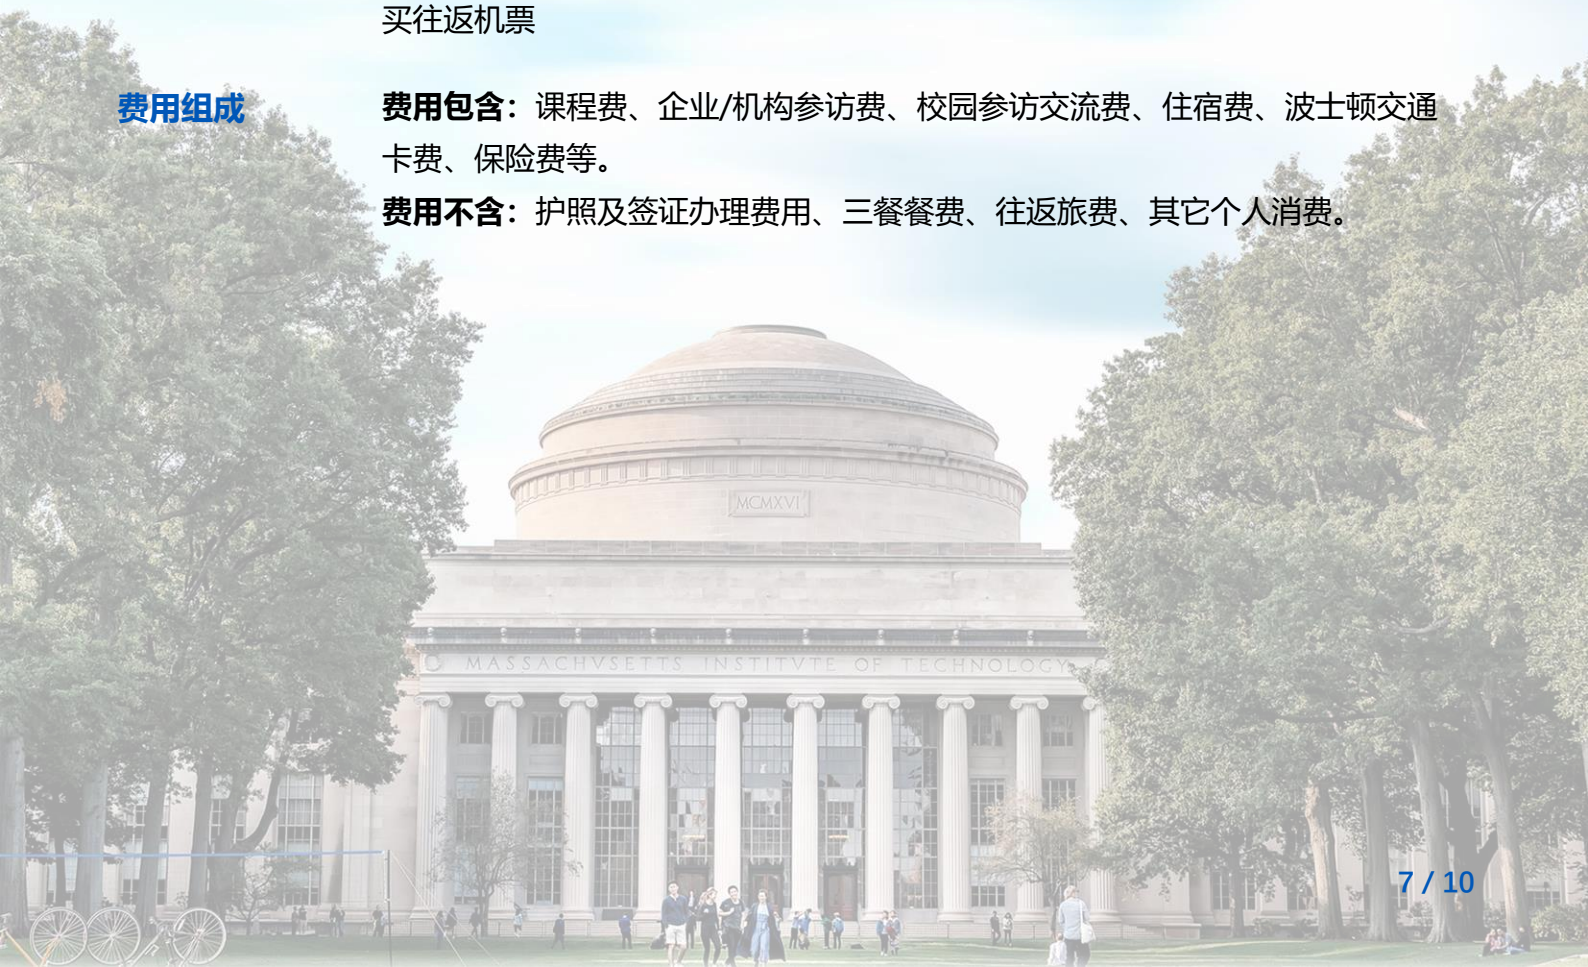 买往返机票
费用组成
费用包含：课程费、企业/机构参访费、校园参访交流费、住宿费、波士顿交通
卡费、保险费等。
费用不含：护照及签证办理费用、三餐餐费、往返旅费、其它个人消费。
MCMXVI
MASSACHVSETTS INSTITVTE OF TECHNOLOGY
7 / 10